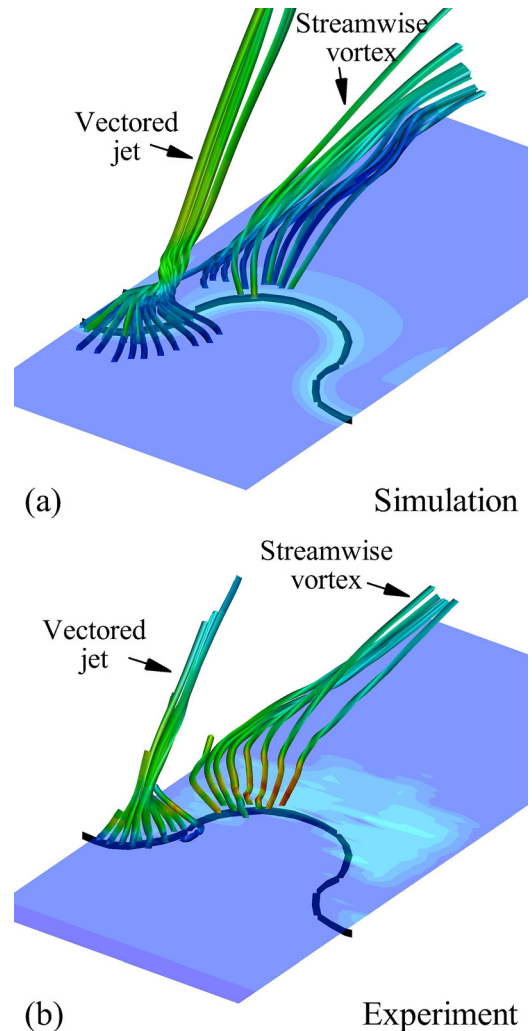 Streamwise
vortex
Vectored
jet
(a)
Simulation
Streamwise
vortex
Vectored
jet
(b)
Experiment